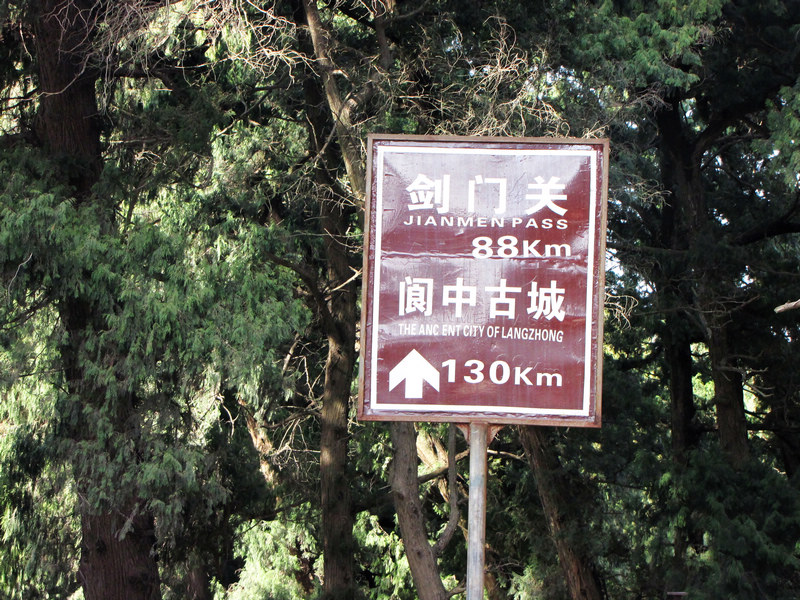 剑门关
JIANMEN PASS
88Km
阆中古城
THE ANC ENT CITY OF LANGZHONG
130Km